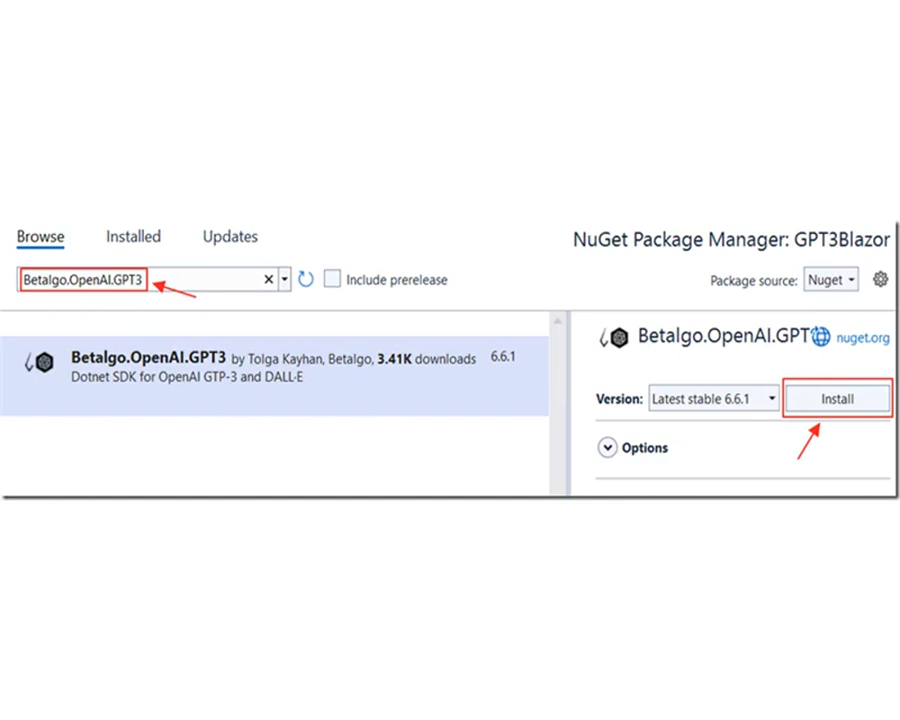 Browse Installed Updates
NuGet Package Manager: GPT3Blazor
Betalgo.OpenAI.GPT3
Include prerelease
Package source: Nuget
Betalgo.OpenAI.GPT3 by Tolga Kayhan, Betalgo, 3.41K downloads 6.6.1
Dotnet SDK for OpenAI GTP-3 and DALL·E
Betalgo.OpenAI.GPT nuget.org
Version: Latest stable 6.6.1 Install
Options